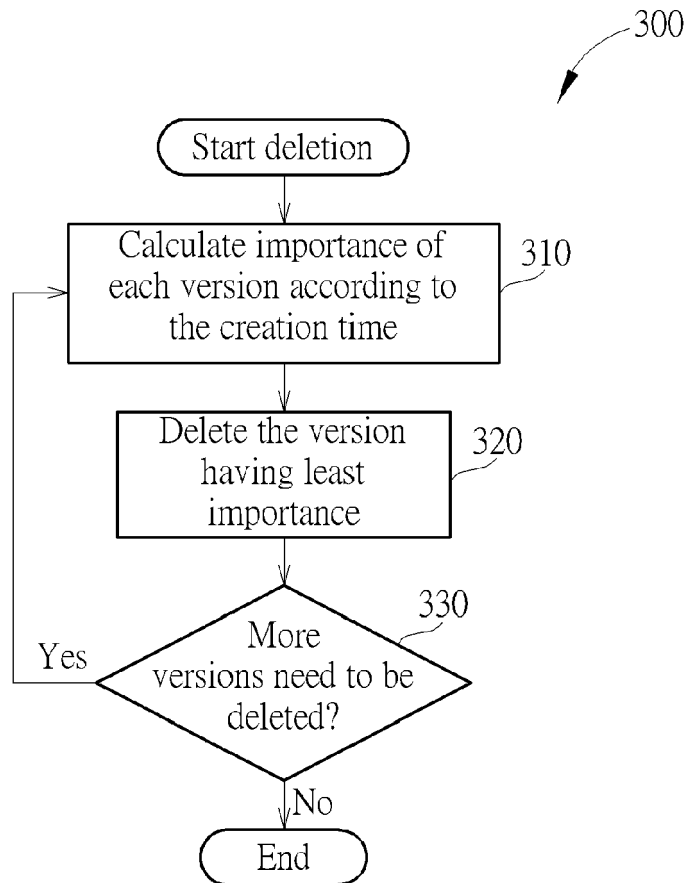 300
Start deletion
Calculate importance of
each version according to
the creation time
310
Delete the version
having least
importance
320
330
More
versions need to be
deleted?
Yes
No
End